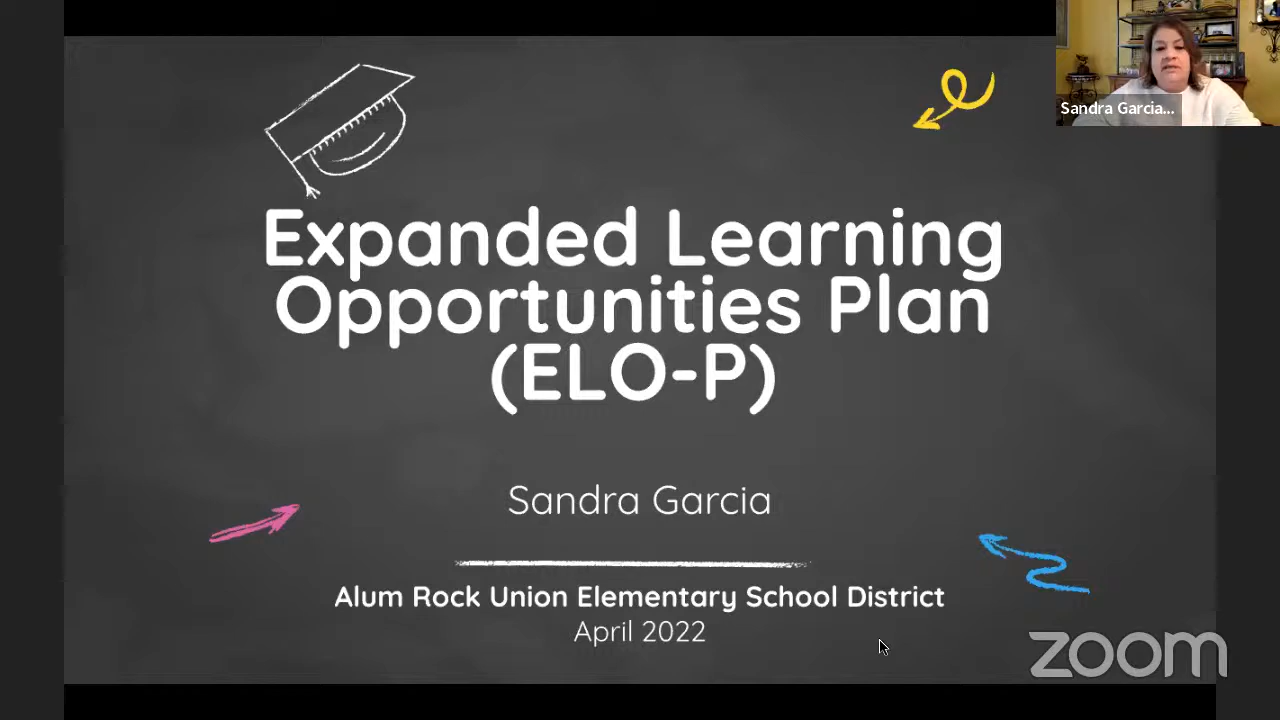 Sandra Garcia...
Expanded Learning
Opportunities Plan
(ELO-P)
Sandra Garcia
Alum Rock Union Elementary School District
April 2022
zoom